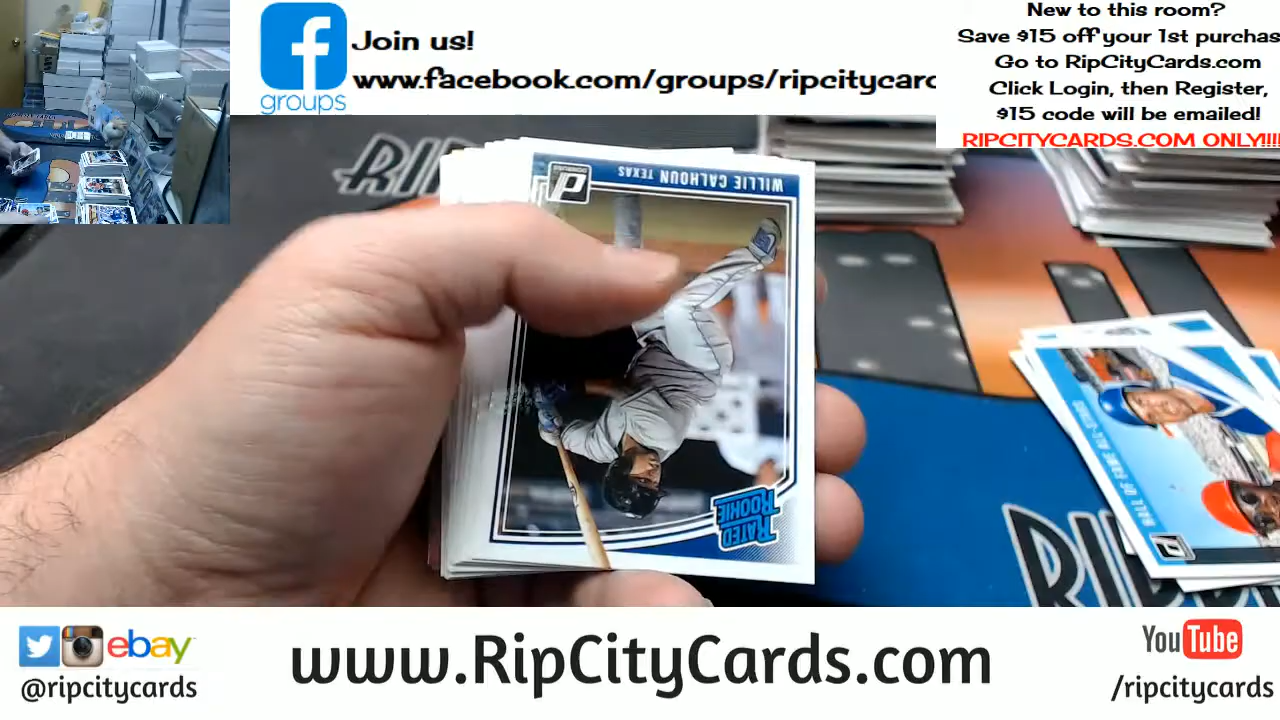 Join us!
www.facebook.com/groups/ripcitycarc
groups
New to this room?
Save $15 off your 1st purchas
Go to RipCityCards.com
Click Login, then Register,
$15 code will be emailed!
RIPCITYCARDS.COM ONLY!!!!
WILLIE CALHOUN TEXAS
DONRUSS
RATED
ROOKIE
ebay
@ripcitycards
www.RipCityCards.com
YouTube
/ripcitycards